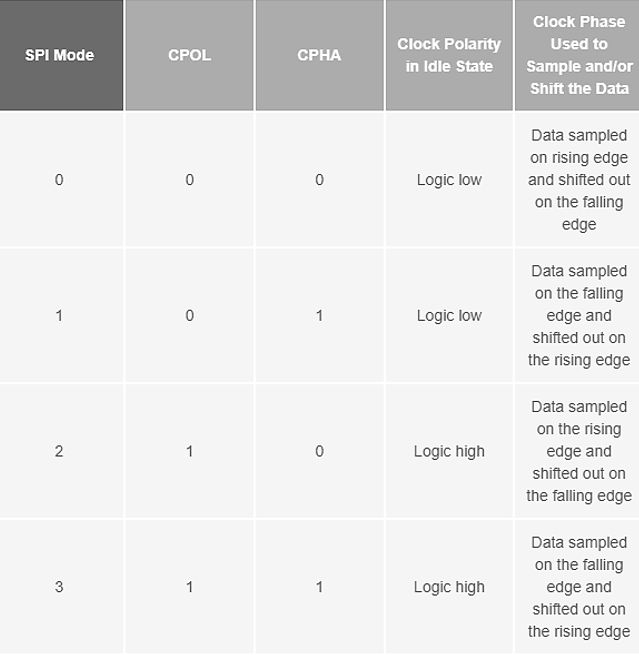 SPI Mode
CPOL
CPHA
Clock Polarity
in Idle State
Clock Phase
Used to
Sample and/or
Shift the Data
0
0
0
Logic low
Data sampled
on rising edge
and shifted out
on the falling
edge
1
0
1
Logic low
Data sampled
on the falling
edge and
shifted out on
the rising edge
2
1
0
Logic high
Data sampled
on the rising
edge and
shifted out on
the falling edge
3
1
1
Logic high
Data sampled
on the falling
edge and
shifted out on
the rising edge